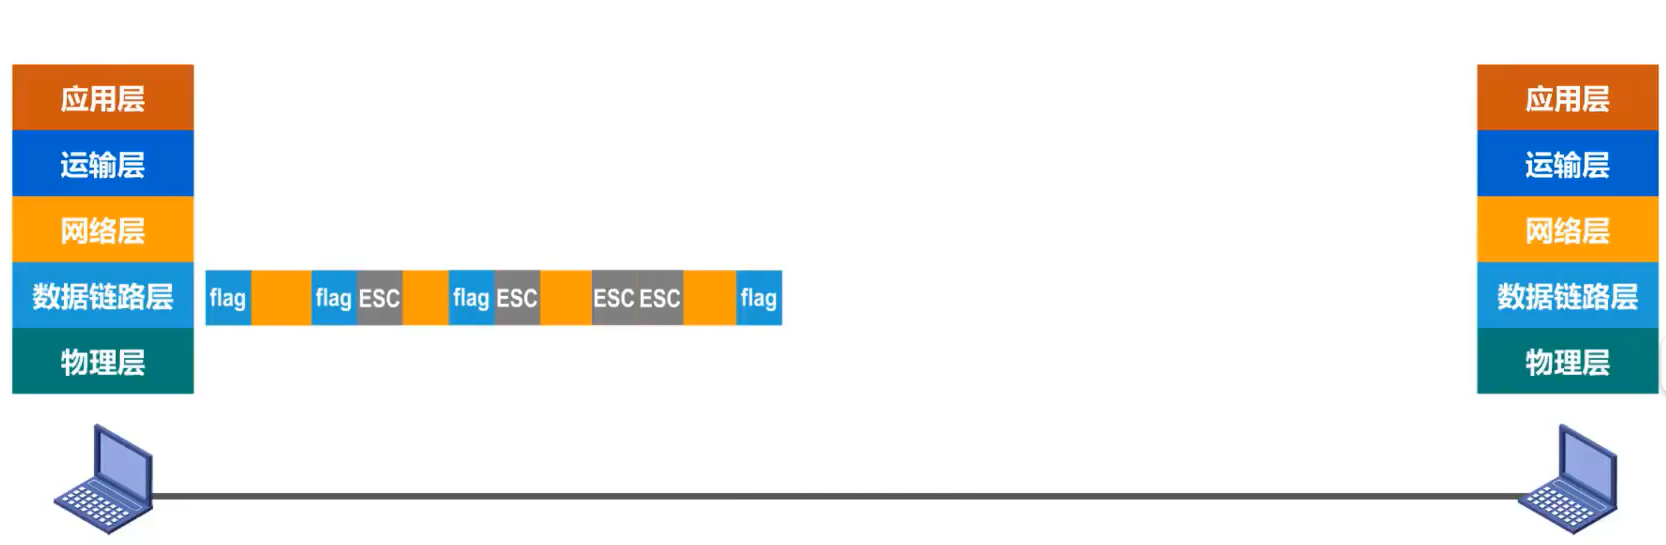 应用层
运输层
网络层
数据链路层
物理层
flag flag ESC flag ESC ESC ESC flag
应用层
运输层
网络层
数据链路层
物理层